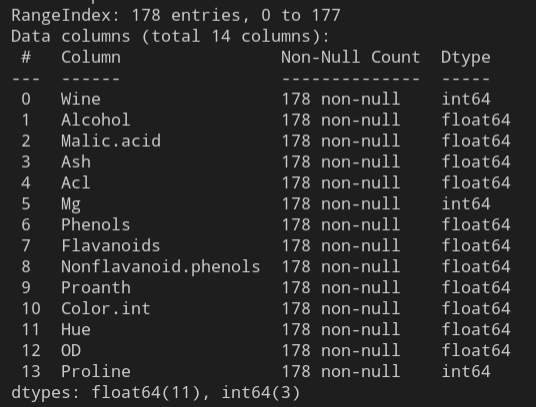 RangeIndex: 178 entries, 0 to 177
Data columns (total 14 columns):
 #   Column                Non-Null Count  Dtype
---  ------                --------------  -----
 0   Wine                  178 non-null    int64
 1   Alcohol               178 non-null    float64
 2   Malic.acid            178 non-null    float64
 3   Ash                   178 non-null    float64
 4   Acl                   178 non-null    float64
 5   Mg                    178 non-null    int64
 6   Phenols               178 non-null    float64
 7   Flavanoids            178 non-null    float64
 8   Nonflavanoid.phenols  178 non-null    float64
 9   Proanth               178 non-null    float64
 10  Color.int             178 non-null    float64
 11  Hue                   178 non-null    float64
 12  OD                    178 non-null    float64
 13  Proline               178 non-null    int64
dtypes: float64(11), int64(3)